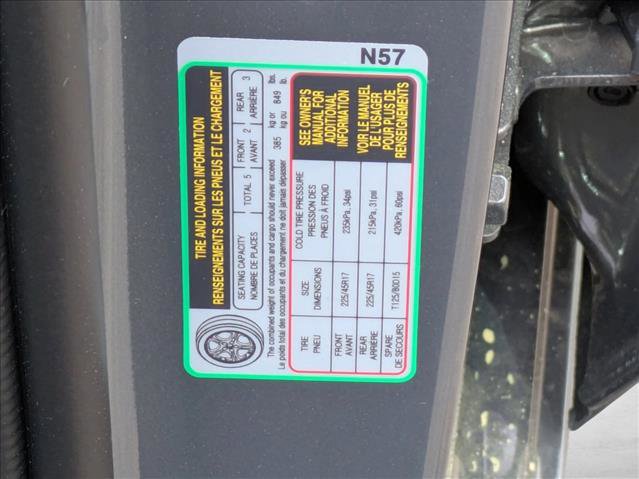 N57
TIRE AND LOADING INFORMATION
RENSEIGNEMENTS SUR LES PNEUS ET LE CHARGEMENT
SEATING CAPACITY
NOMBRE DE PLACES
TOTAL 5
FRONT 2
AVANT
REAR 3
ARRIÈRE
The combined weight of occupants and cargo should never exceed 385 kg or 849 lbs.
Le poids total des occupants et du chargement ne doit jamais dépasser kg ou lb.
TIRE
PNEU
SIZE
DIMENSIONS
COLD TIRE PRESSURE
PRESSION DES
PNEUS À FROID
FRONT
AVANT
225/45R17
235kPa, 34psi
REAR
ARRIÈRE
225/45R17
215kPa, 31psi
SPARE
DE SECOURS
T125/80D15
420kPa, 60psi
SEE OWNER'S
MANUAL FOR
ADDITIONAL
INFORMATION
VOIR LE MANUEL
DE L'USAGER
POUR PLUS DE
RENSEIGNEMENTS